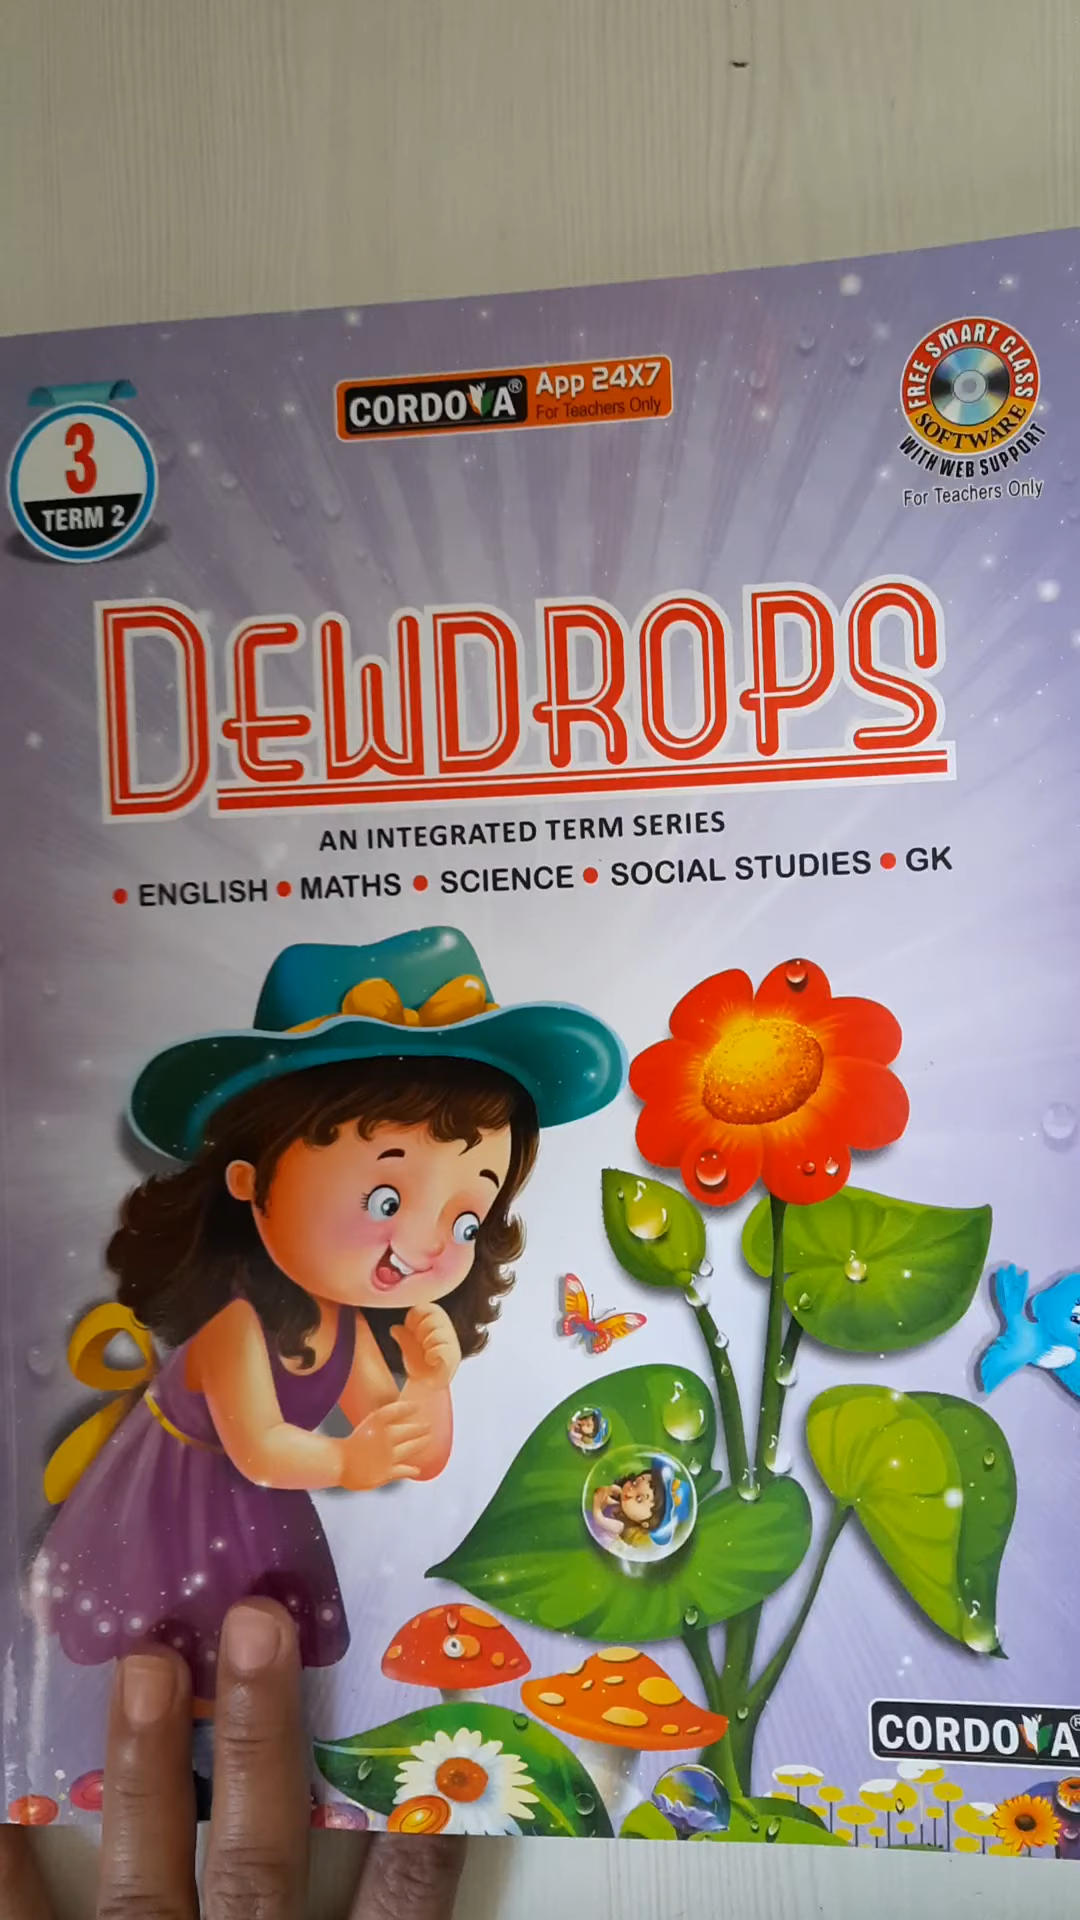 CORDOVA® App 24X7
For Teachers Only
FREE SMART CLASS
SOFTWARE
WITH WEB SUPPORT
For Teachers Only
3
TERM 2
DEWDROPS
AN INTEGRATED TERM SERIES
• ENGLISH • MATHS • SCIENCE • SOCIAL STUDIES • GK
CORDOVA®